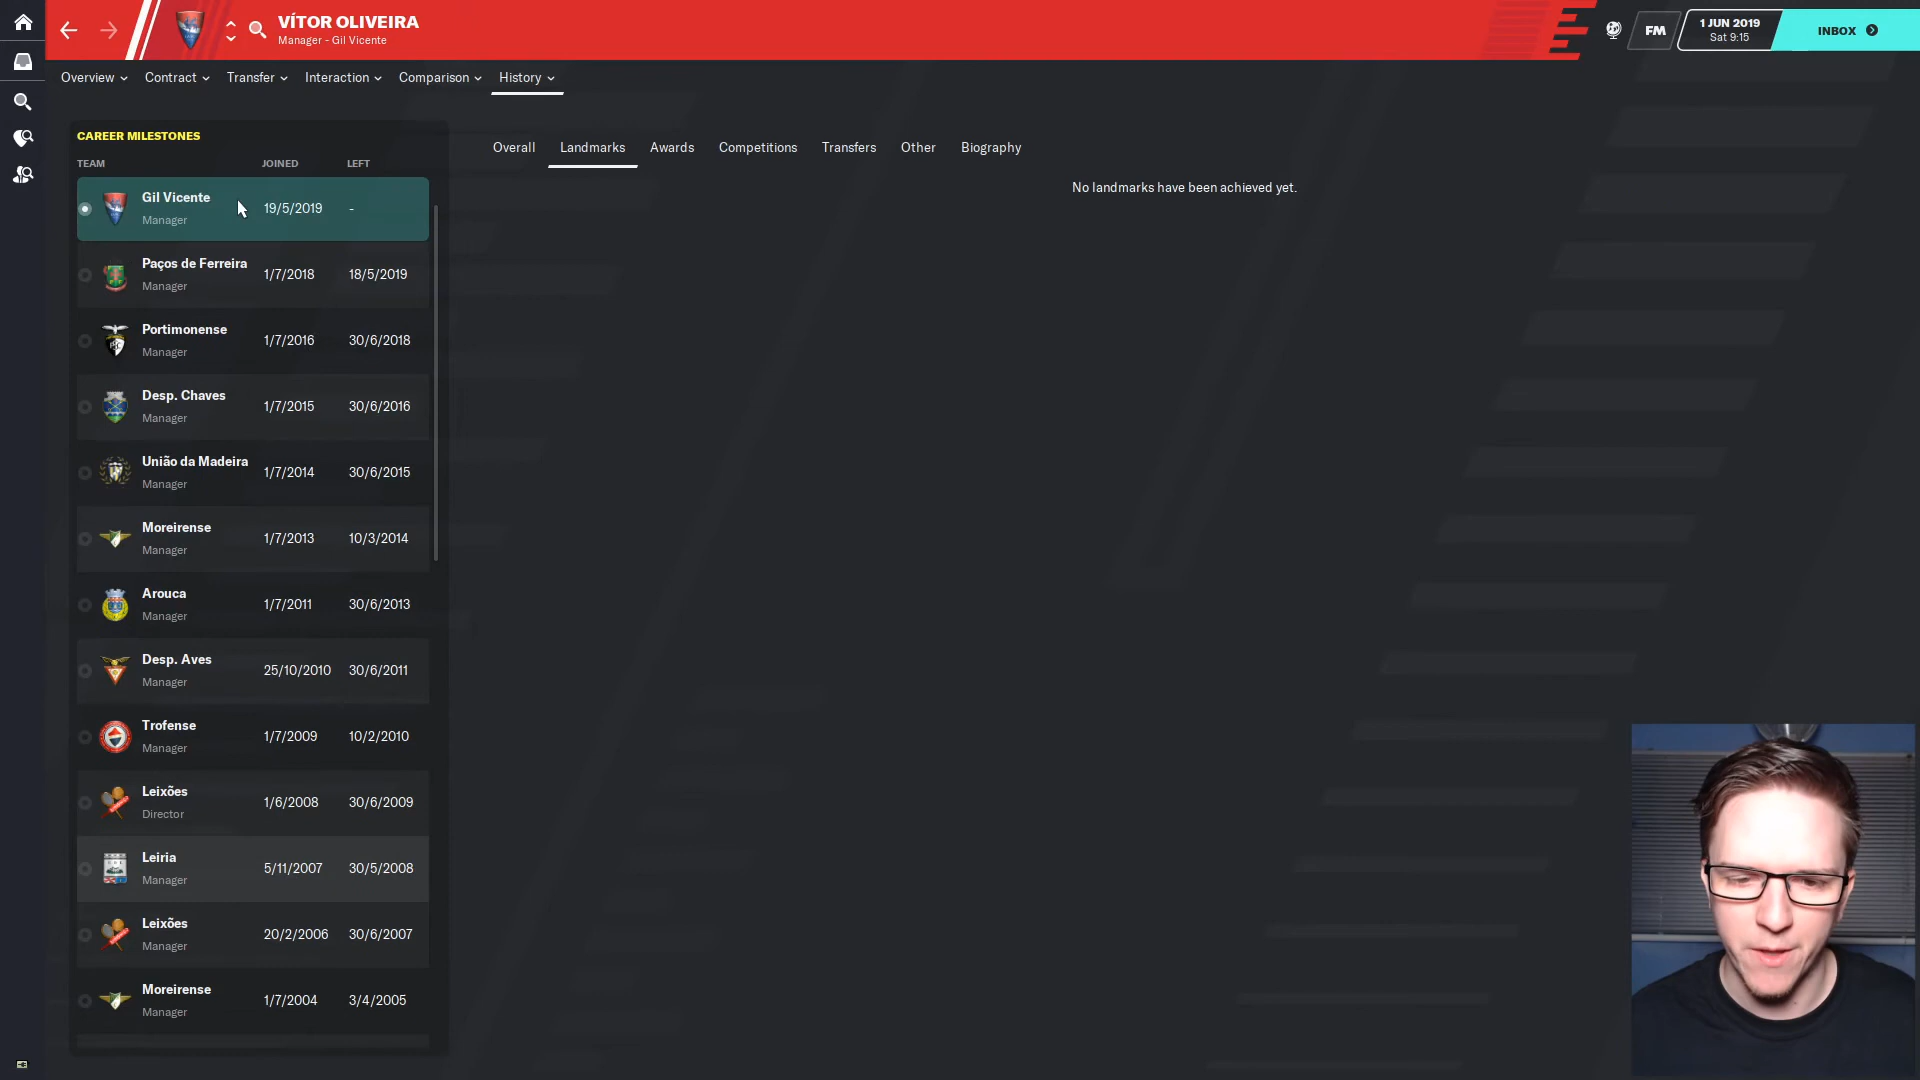 VÍTOR OLIVEIRA
Manager - Gil Vicente
FM
1 JUN 2019
Sat 9:15
INBOX
Overview
Contract
Transfer
Interaction
Comparison
History
CAREER MILESTONES
TEAM JOINED LEFT
Gil Vicente
Manager
19/5/2019 -
Paços de Ferreira
Manager
1/7/2018 18/5/2019
Portimonense
Manager
1/7/2016 30/6/2018
Desp. Chaves
Manager
1/7/2015 30/6/2016
União da Madeira
Manager
1/7/2014 30/6/2015
Moreirense
Manager
1/7/2013 10/3/2014
Arouca
Manager
1/7/2011 30/6/2013
Desp. Aves
Manager
25/10/2010 30/6/2011
Trofense
Manager
1/7/2009 10/2/2010
Leixões
Director
1/6/2008 30/6/2009
Leiria
Manager
5/11/2007 30/5/2008
Leixões
Manager
20/2/2006 30/6/2007
Moreirense
Manager
1/7/2004 3/4/2005
Overall
Landmarks
Awards
Competitions
Transfers
Other
Biography
No landmarks have been achieved yet.